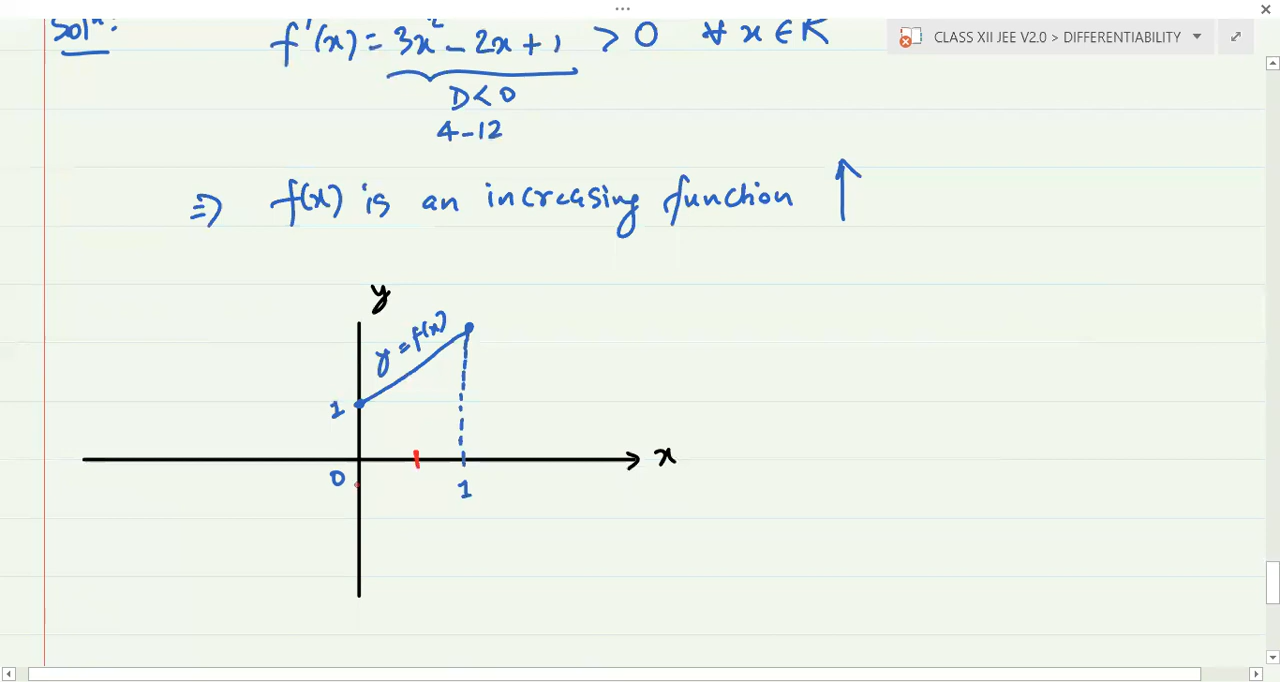 ...
CLASS XII JEE V2.0 > DIFFERENTIABILITY
Solⁿ:
f'(x) = 3x² - 2x + 1 > 0 ∀ x ∈ R
D < 0
4 - 12
⇒ f(x) is an increasing function ↑
y
y = f(x)
1
x
0
1